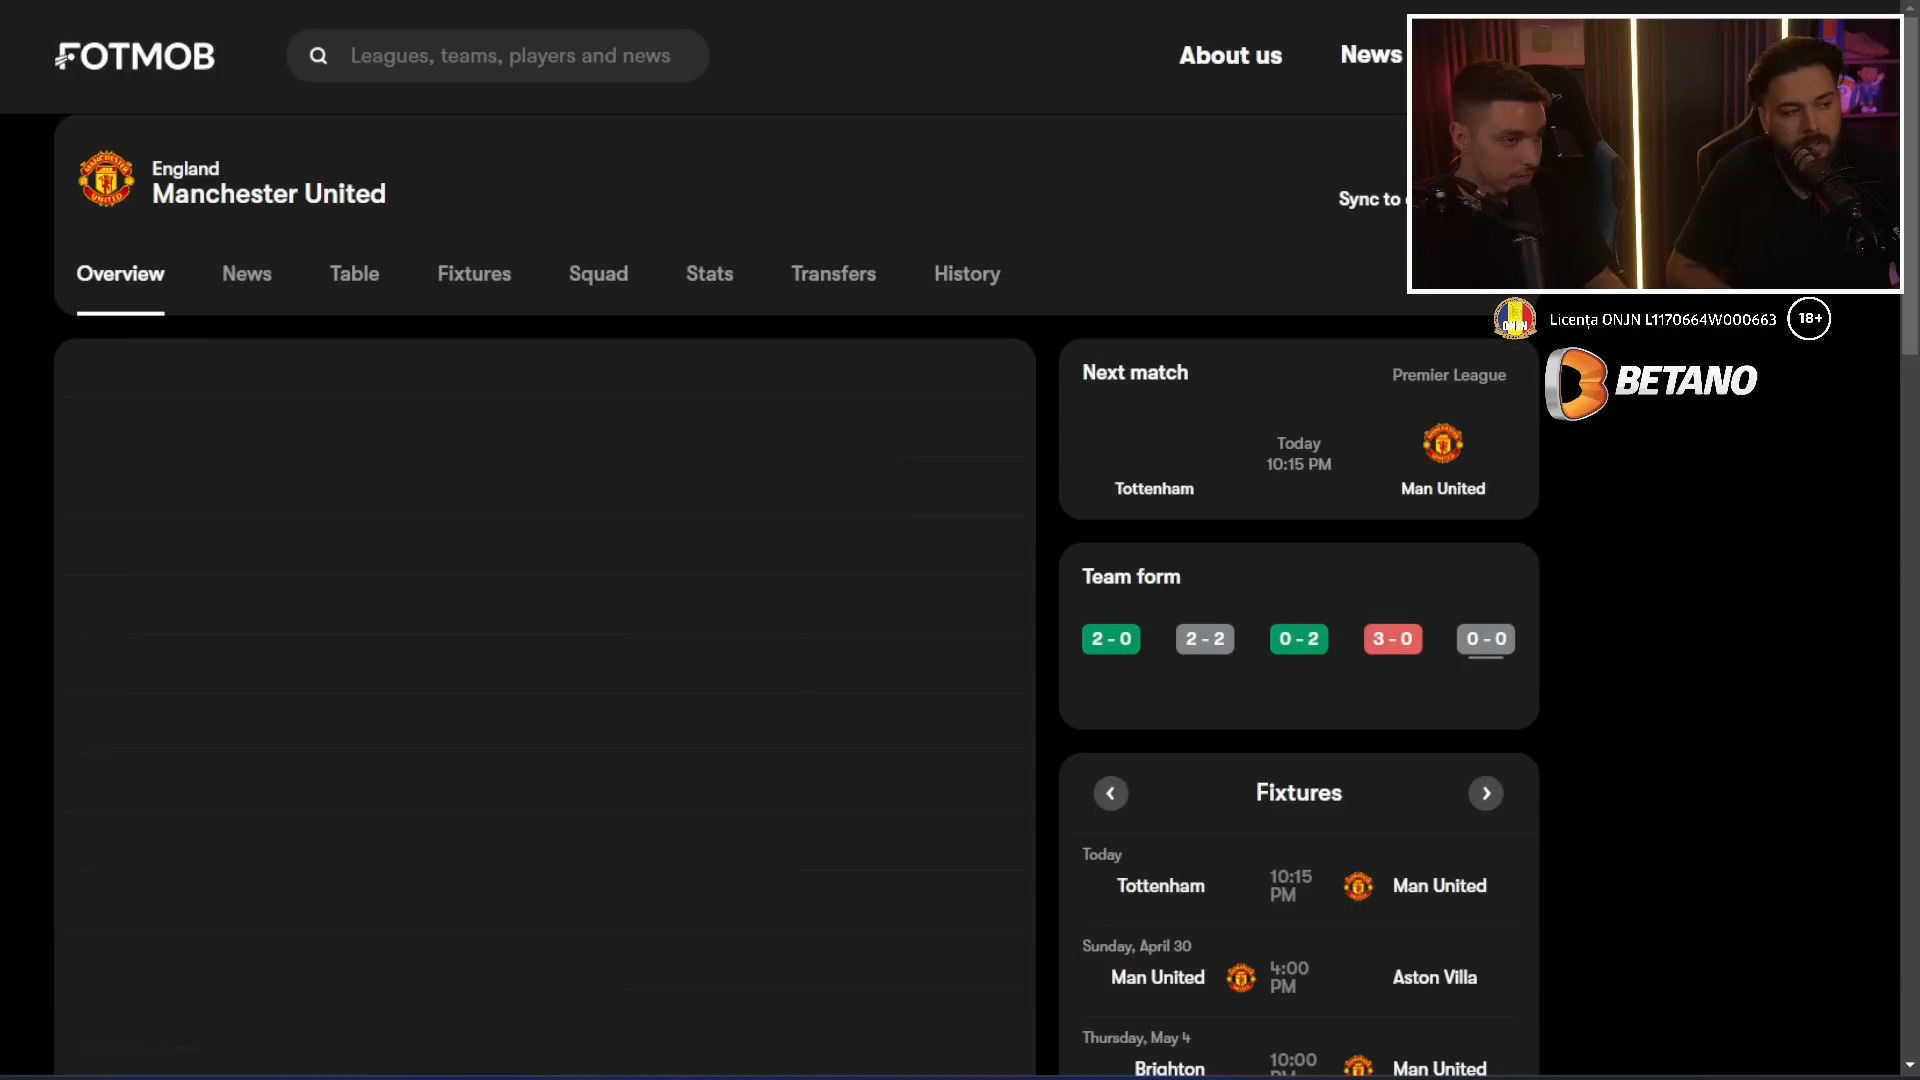 FOTMOB
Leagues, teams, players and news
About us
News
England
Manchester United
Sync to
Overview
News
Table
Fixtures
Squad
Stats
Transfers
History
ONJN
Licența ONJN L1170664W000663
18+
BETANO
Next match
Premier League
Today
10:15 PM
Tottenham
Man United
Team form
2 - 0
2 - 2
0 - 2
3 - 0
0 - 0
Fixtures
Today
Tottenham
10:15
PM
Man United
Sunday, April 30
Man United
4:00
PM
Aston Villa
Thursday, May 4
Brighton
10:00
PM
Man United